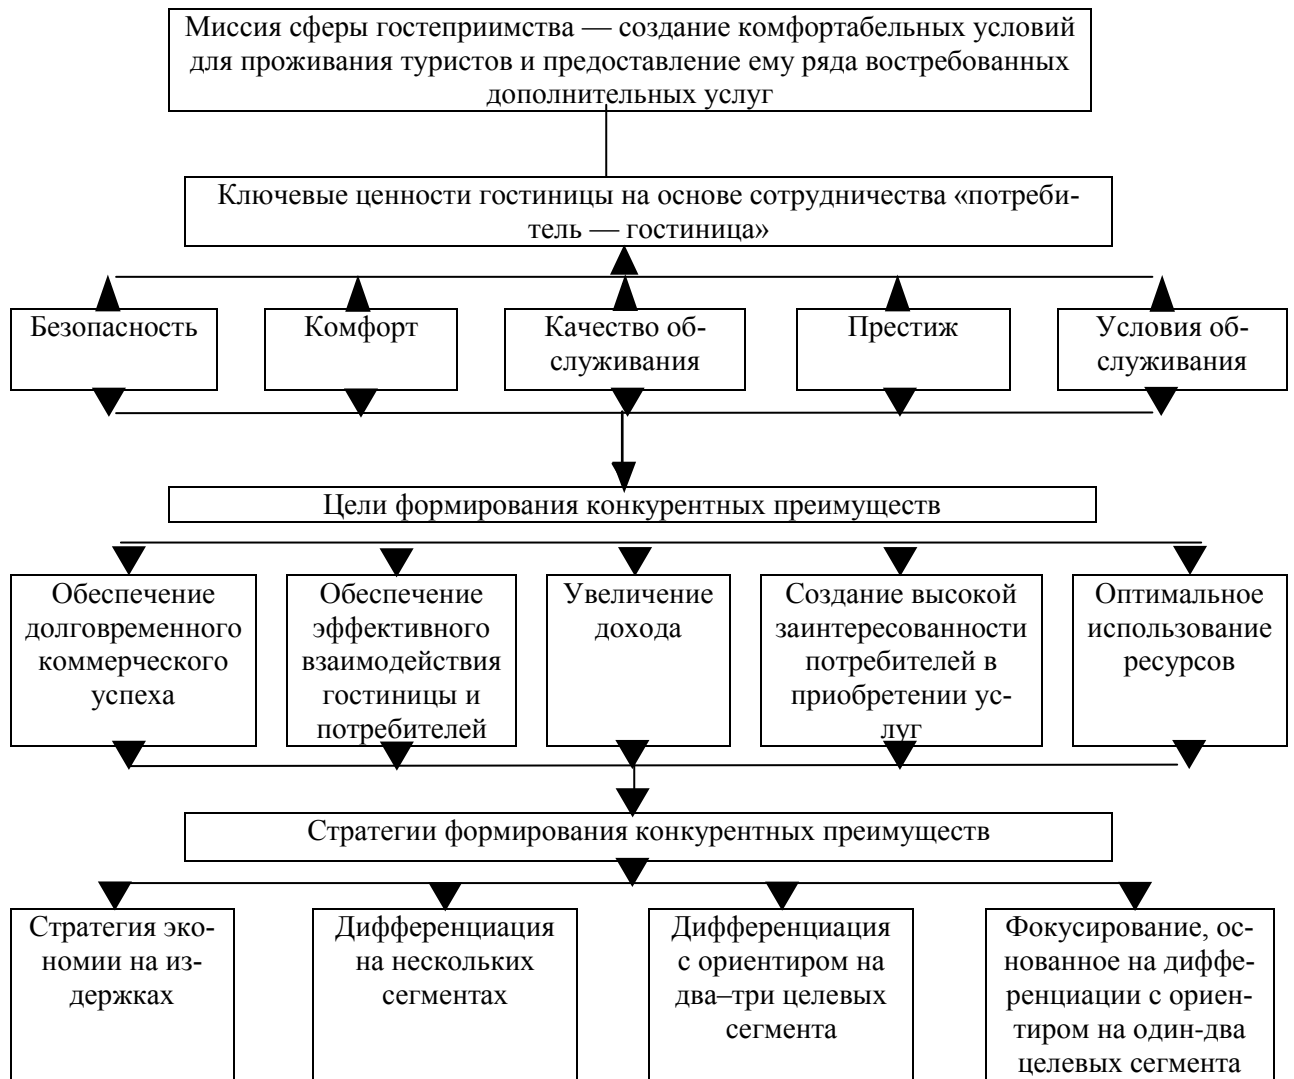 Миссия сферы гостеприимства — создание комфортабельных условий
для проживания туристов и предоставление ему ряда востребованных
дополнительных услуг
Ключевые ценности гостиницы на основе сотрудничества «потреби-
тель — гостиница»
Безопасность
Комфорт
Качество об-
служивания
Престиж
Условия об-
служивания
Цели формирования конкурентных преимуществ
Обеспечение
долговременного
коммерческого
успеха
Обеспечение
эффективного
взаимодействия
гостиницы и
потребителей
Увеличение
дохода
Создание высокой
заинтересованности
потребителей в
приобретении ус-
луг
Оптимальное
использование
ресурсов
Стратегии формирования конкурентных преимуществ
Стратегия эко-
номии на из-
держках
Дифференциация
на нескольких
сегментах
Дифференциация
с ориентиром на
два–три целевых
сегмента
Фокусирование, ос-
нованное на диффе-
ренциации с ориен-
тиром на один-два
целевых сегмента